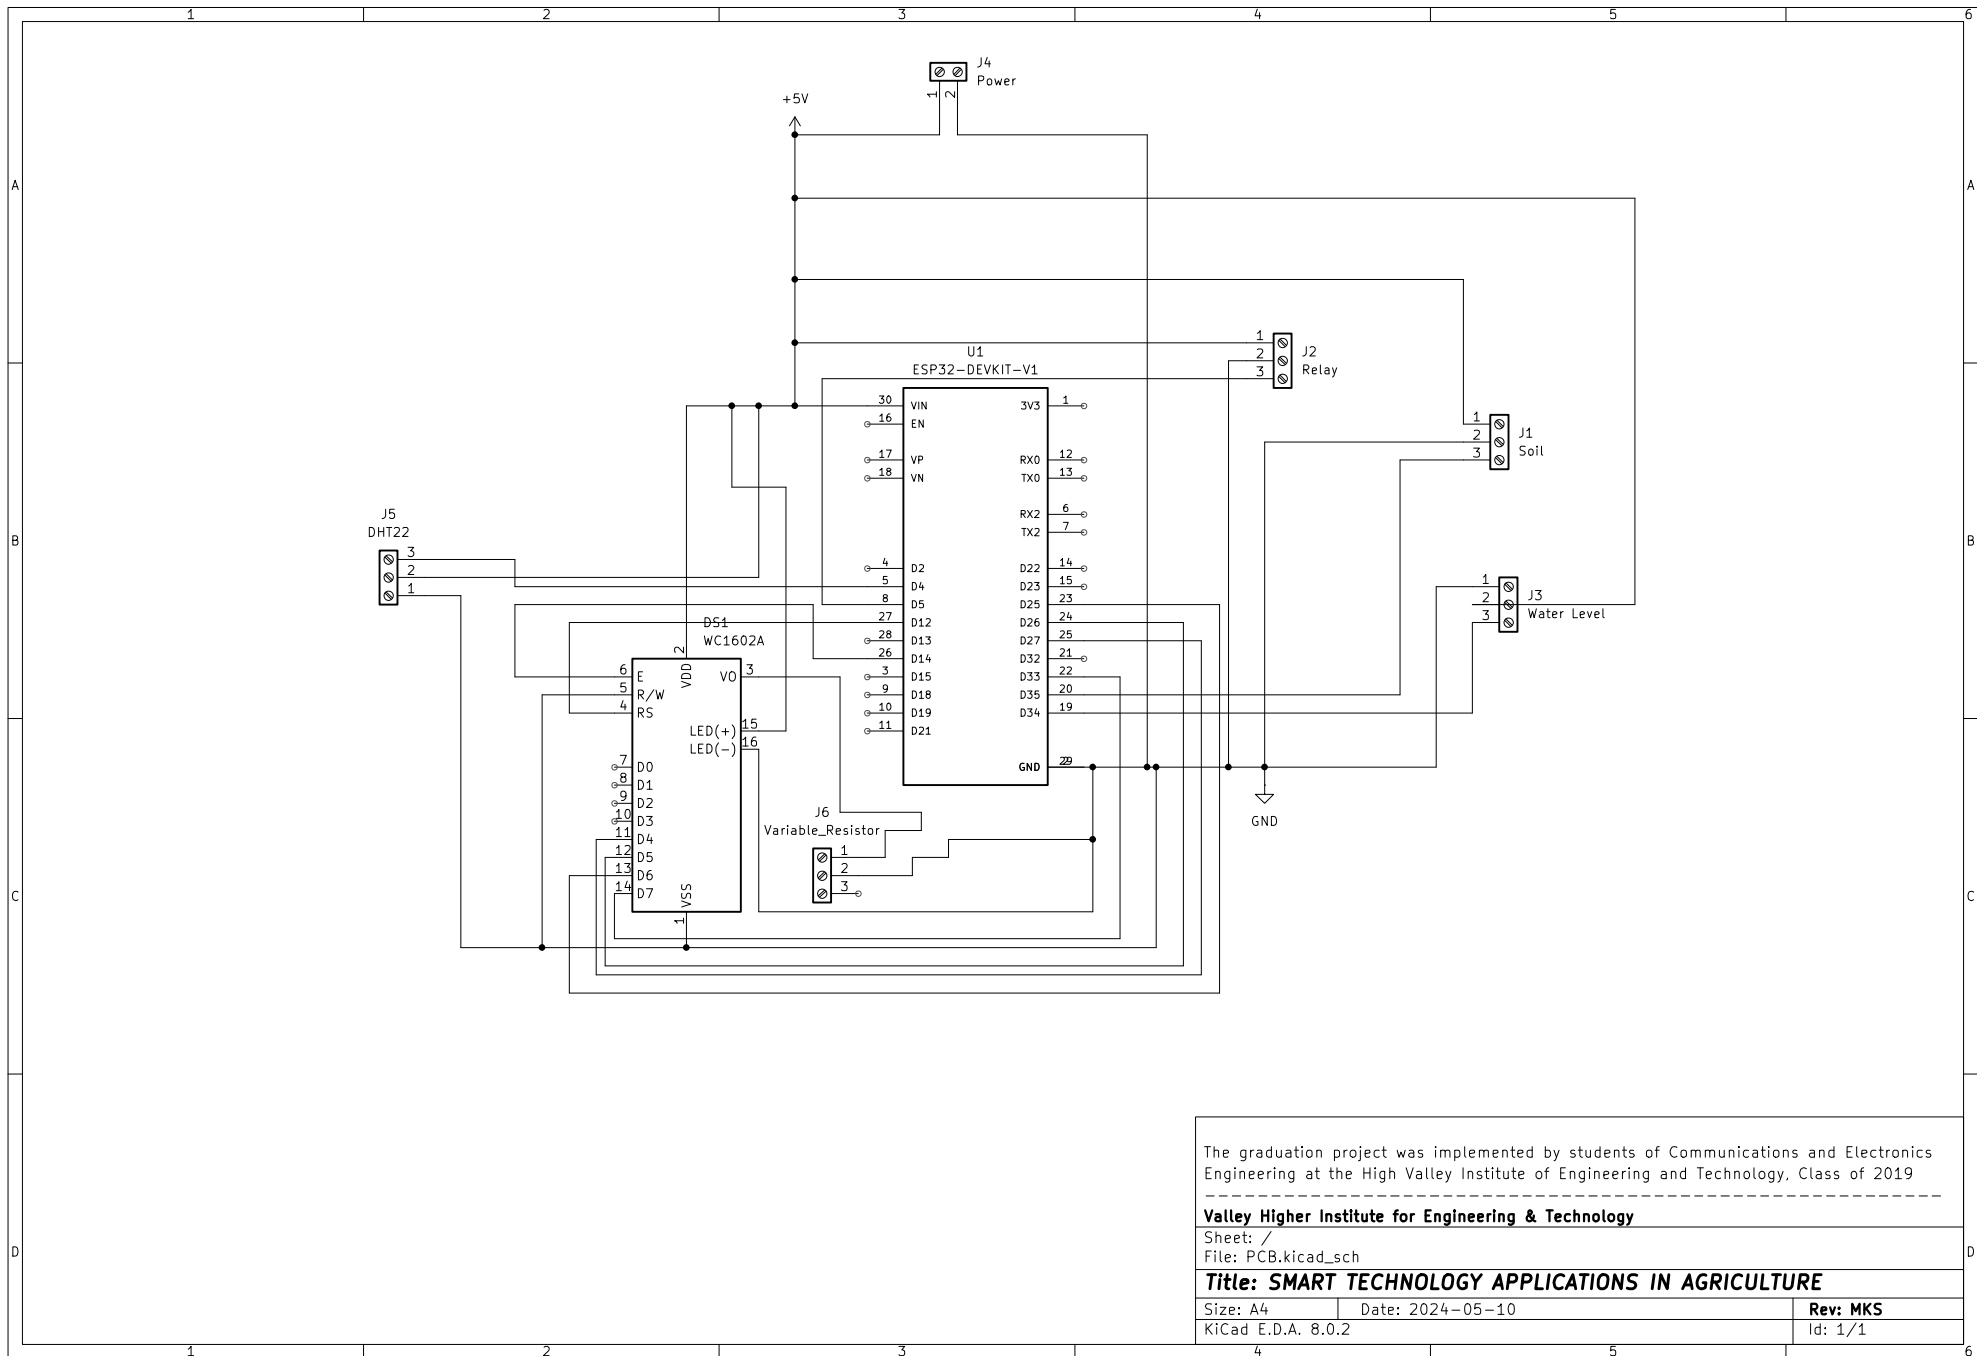 1 2 3 4 5 6
J4
Power
+5V
1 2
A A
U1
ESP32-DEVKIT-V1
1
2
3
J2
Relay
30 VIN 3V3 1
16 EN
1
2
3
J1
Soil
17 VP RX0 12
18 VN TX0 13
RX2 6
TX2 7
J5
DHT22
B B
3
2
1
4 D2 D22 14
5 D4 D23 15
8 D5 D25 23
27 D12 D26 24
28 D13 D27 25
26 D14 D32 21
3 D15 D33 22
9 D18 D35 20
10 D19 D34 19
11 D21
GND 29
1
2
3
J3
Water Level
DS1
WC1602A
2
VDD
6 E VO 3
5 R/W
4 RS
LED(+) 15
LED(-) 16
7 D0
8 D1
9 D2
10 D3
11 D4
12 D5
13 D6
14 D7
VSS
1
J6
Variable_Resistor
1
2
3
GND
C C
The graduation project was implemented by students of Communications and Electronics
Engineering at the High Valley Institute of Engineering and Technology, Class of 2019
Valley Higher Institute for Engineering & Technology
Sheet: /
File: PCB.kicad_sch
D D
Title: SMART TECHNOLOGY APPLICATIONS IN AGRICULTURE
Size: A4 Date: 2024-05-10 Rev: MKS
KiCad E.D.A. 8.0.2 Id: 1/1
1 2 3 4 5 6